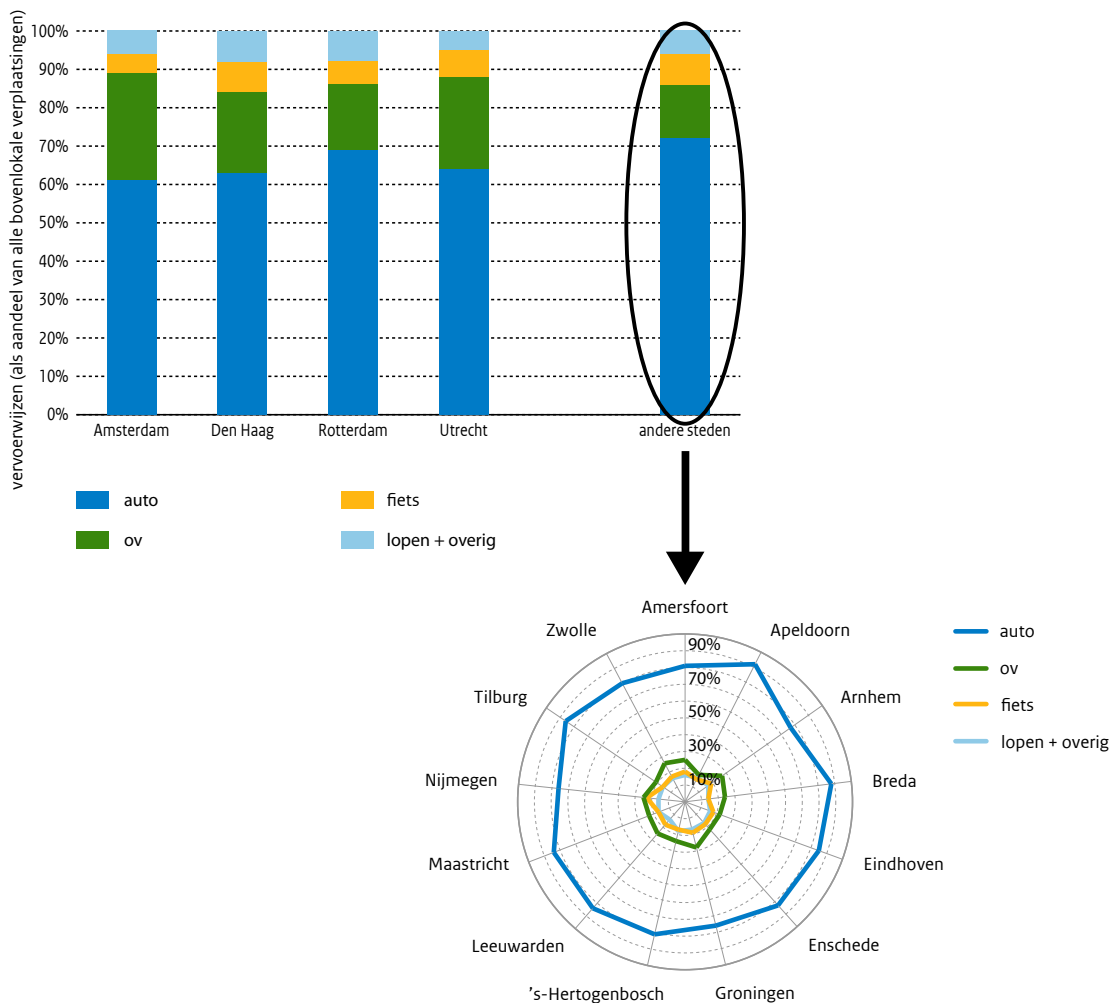 vervoerwijzen (als aandeel van alle bovenlokale verplaatsingen)
100%
90%
80%
70%
60%
50%
40%
30%
20%
10%
0%
Amsterdam
Den Haag
Rotterdam
Utrecht
andere steden
auto
fiets
ov
lopen + overig
Amersfoort
Zwolle
Apeldoorn
Tilburg
Arnhem
Nijmegen
Breda
Maastricht
Eindhoven
Leeuwarden
Enschede
's-Hertogenbosch
Groningen
90%
70%
50%
30%
10%
auto
ov
fiets
lopen + overig